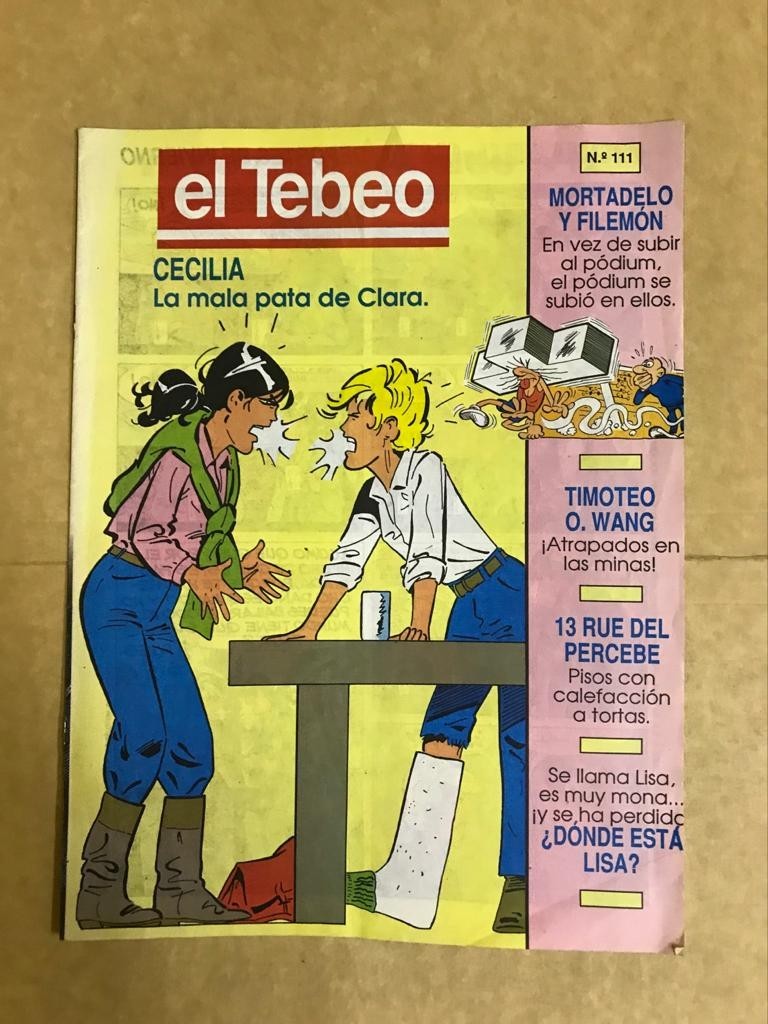 el Tebeo
CECILIA
La mala pata de Clara.
N.º 111
MORTADELO
Y FILEMÓN
En vez de subir
al pódium,
el pódium se
subió en ellos.
TIMOTEO
O. WANG
¡Atrapados en
las minas!
13 RUE DEL
PERCEBE
Pisos con
calefacción
a tortas.
Se llama Lisa,
es muy mona...
¡y se ha perdido
¿DÓNDE ESTÁ
LISA?